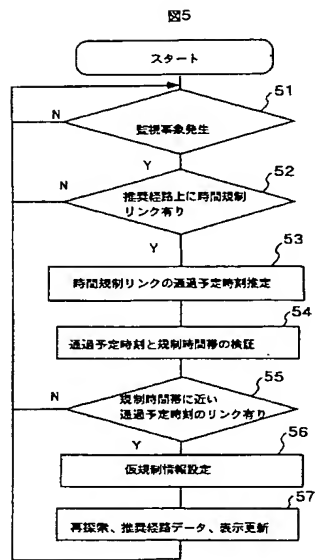 図5
スタート
51
監視事象発生
N
Y
52
推奨経路上に時間規制
リンク有り
N
Y
53
時間規制リンクの通過予定時刻推定
54
通過予定時刻と規制時間帯の検証
55
規制時間帯に近い
通過予定時刻のリンク有り
N
Y
56
仮規制情報設定
57
再探索、推奨経路データ、表示更新